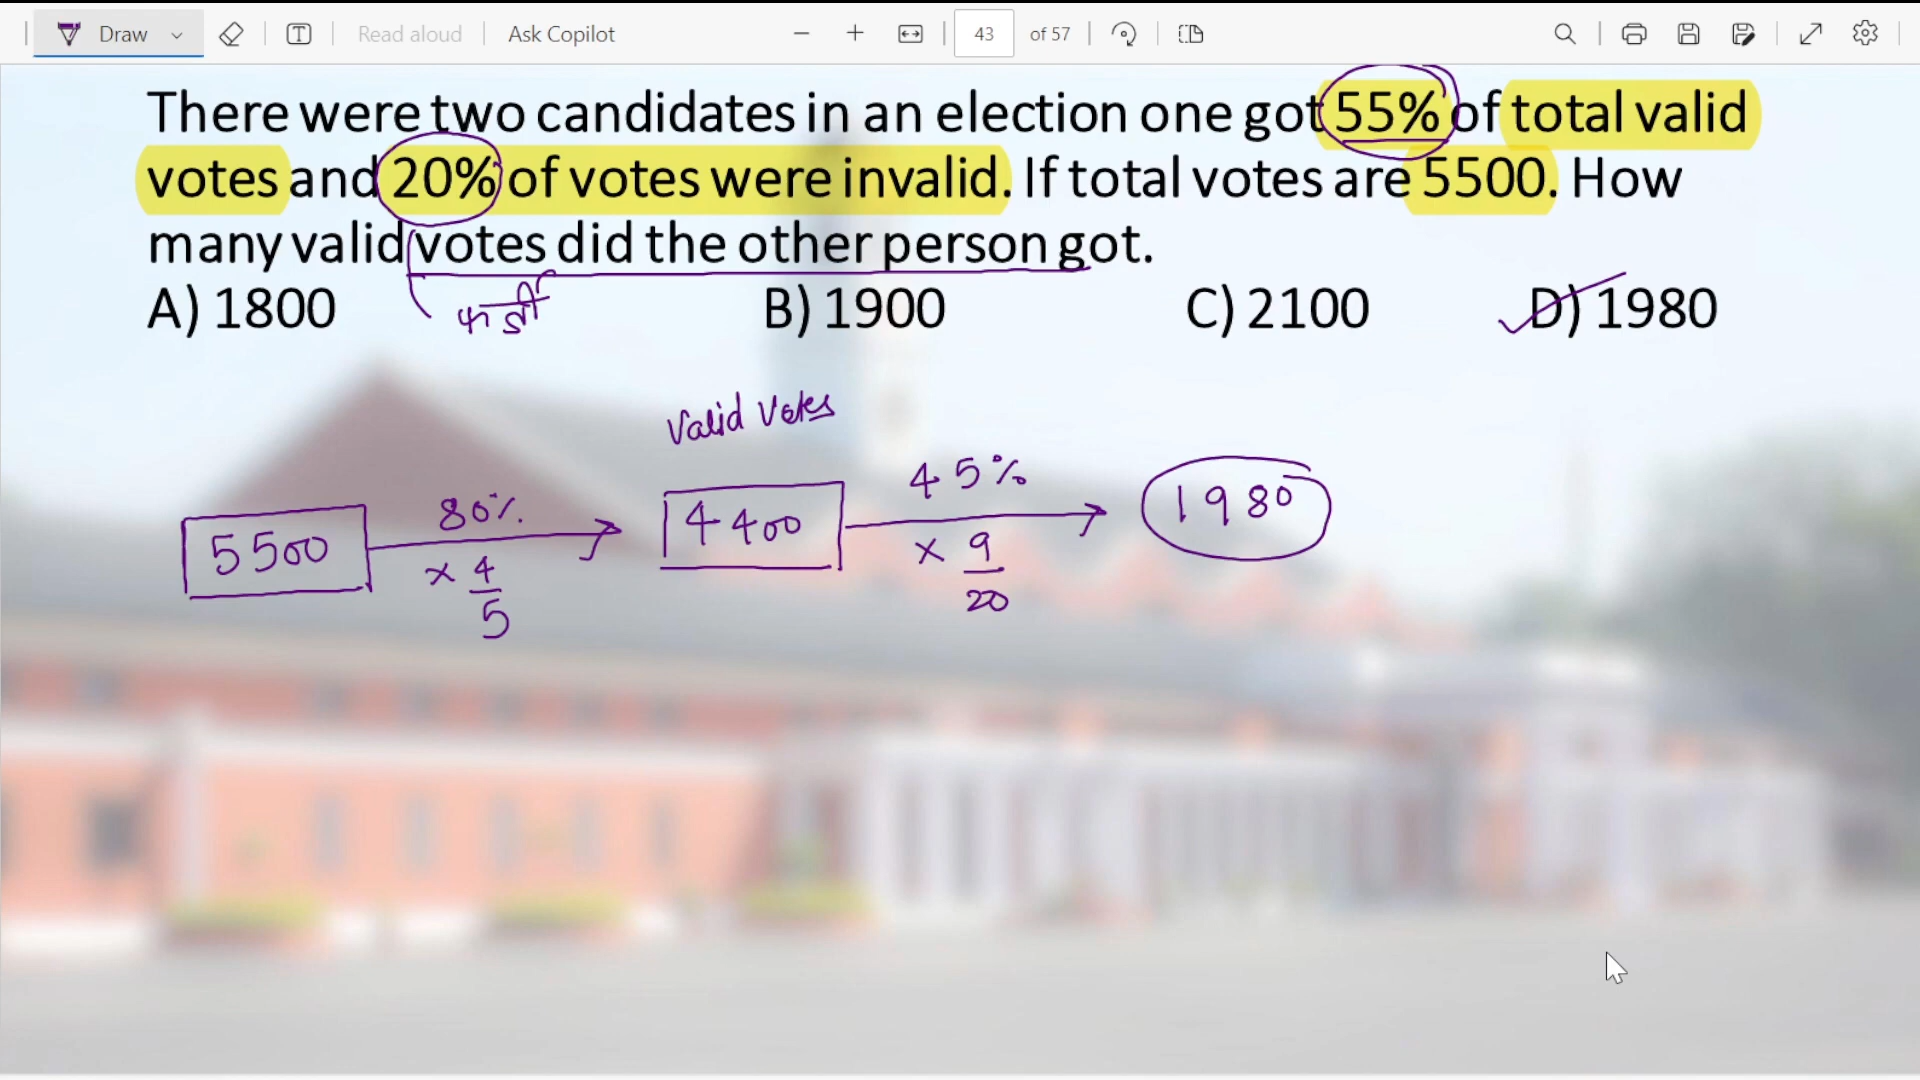 Draw Read aloud Ask Copilot 43 of 57
There were two candidates in an election one got 55% of total valid
votes and 20% of votes were invalid. If total votes are 5500. How
many valid votes did the other person got.
A) 1800 B) 1900 C) 2100 D) 1980
Valid Votes
5500 80% × 4/5 4400 45% × 9/20 1980